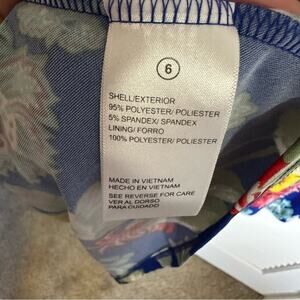 6
SHELL/EXTERIOR
95% POLYESTER/ POLIESTER
5% SPANDEX/ SPANDEX
LINING/ FORRO
100% POLYESTER/ POLIESTER
MADE IN VIETNAM
HECHO EN VIETNAM
SEE REVERSE FOR CARE
VER AL DORSO
PARA CUIDADO